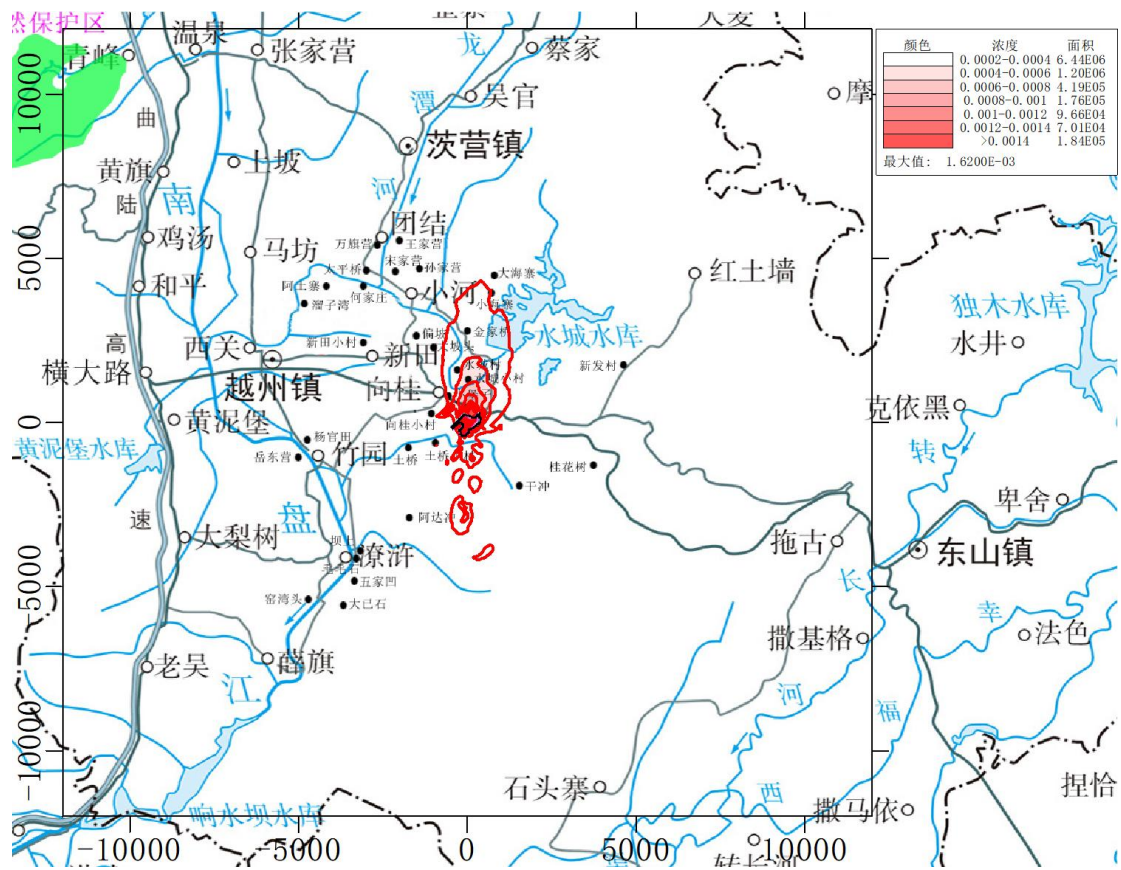 然保护区
温泉
青峰
张家营
龙
蔡家
吴官
潭
曲
茨营镇
上坡
黄旗
南
河
陆
团结
鸡汤
马坊
万旗营
王家营
宋家营
太平桥
孙家营
大海寨
红土墙
和平
阿土寨
何家庄
小河
小海寨
溜子湾
独木水库
高
偏坡
金家桥
水城水库
水井
西关
新田小村
新田
横大路
越州镇
向桂
新发村
克依黑
黄泥堡
向桂小村
转
黄泥堡水库
杨官田
岳东营
竹园
土桥
桂花树
干冲
卑舍
速
盘
阿达冲
大梨树
拖古
东山镇
潦浒
五家凹
长
窑湾头
大己石
幸
撒基格
法色
老吴
薛旗
江
河
福
石头寨
西
捏恰
响水坝水库
撒马依
颜色 浓度 面积
0.0002-0.0004 6.44E06
0.0004-0.0006 1.20E06
0.0006-0.0008 4.19E05
0.0008-0.001 1.76E05
0.001-0.0012 9.66E04
0.0012-0.0014 7.01E04
>0.0014 1.84E05
最大值: 1.6200E-03
10000
5000
0
-5000
-10000
-10000 -5000 0 5000 10000